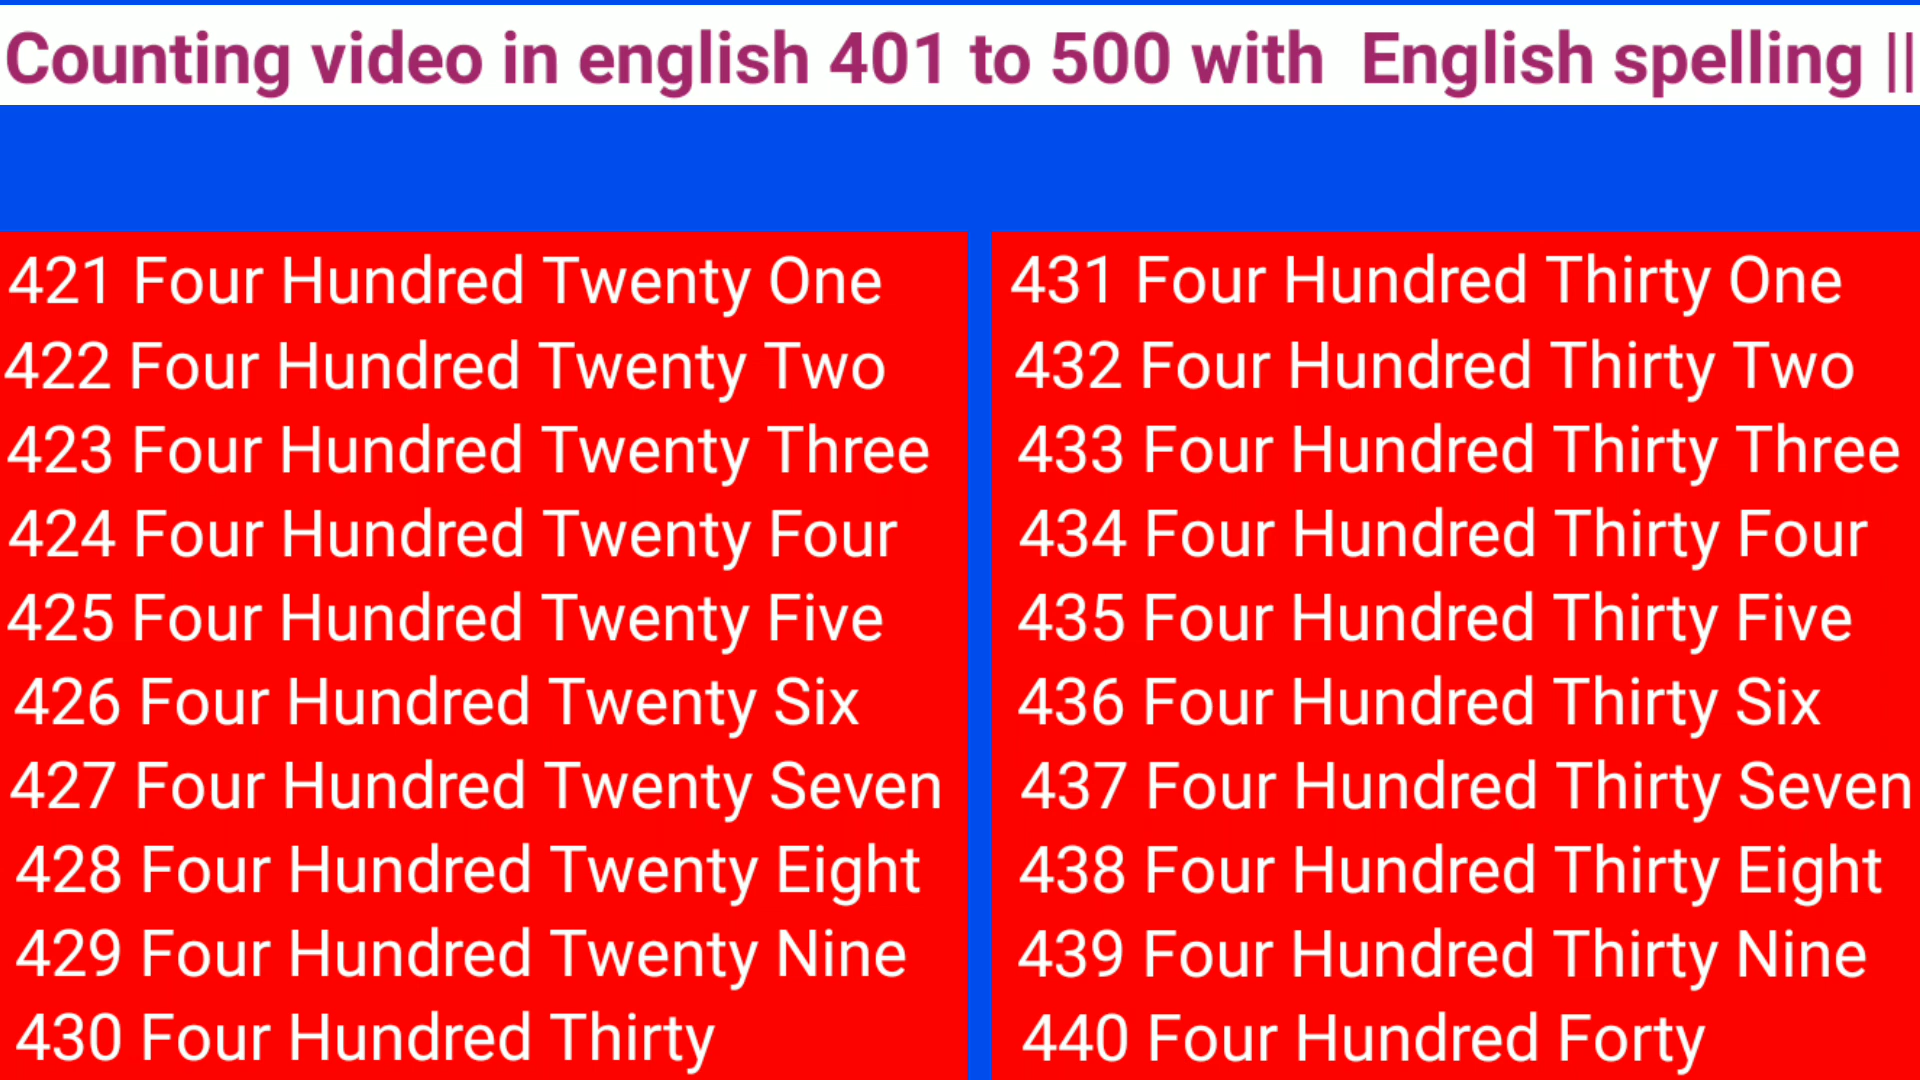 Counting video in english 401 to 500 with  English spelling ||
421 Four Hundred Twenty One
422 Four Hundred Twenty Two
423 Four Hundred Twenty Three
424 Four Hundred Twenty Four
425 Four Hundred Twenty Five
426 Four Hundred Twenty Six
427 Four Hundred Twenty Seven
428 Four Hundred Twenty Eight
429 Four Hundred Twenty Nine
430 Four Hundred Thirty
431 Four Hundred Thirty One
432 Four Hundred Thirty Two
433 Four Hundred Thirty Three
434 Four Hundred Thirty Four
435 Four Hundred Thirty Five
436 Four Hundred Thirty Six
437 Four Hundred Thirty Seven
438 Four Hundred Thirty Eight
439 Four Hundred Thirty Nine
440 Four Hundred Forty